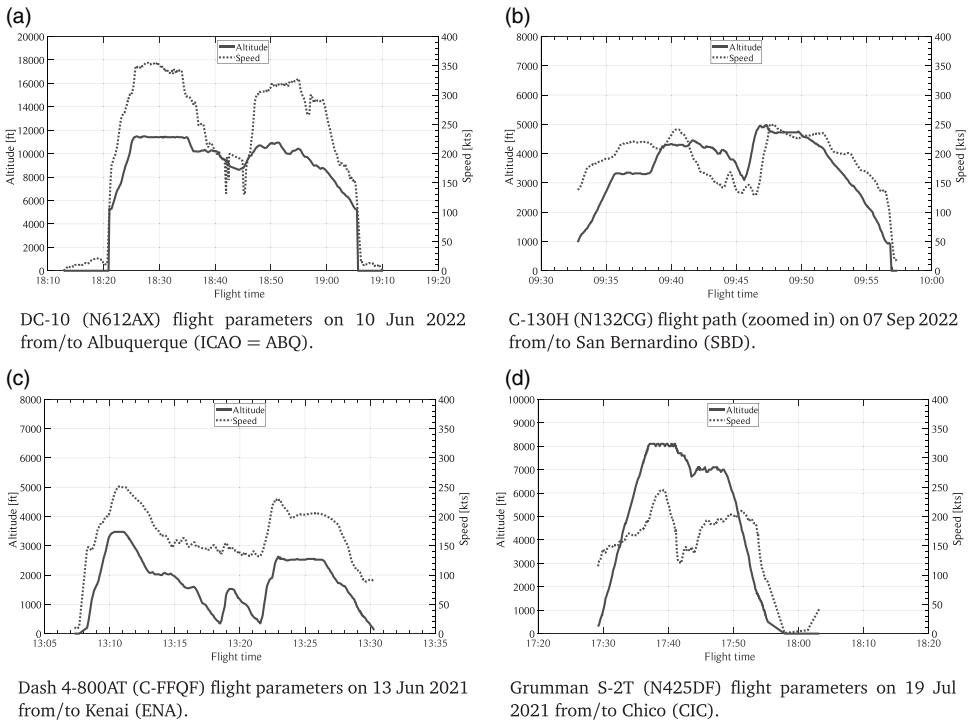 (a)
20000
18000
16000
14000
12000
10000
8000
6000
4000
2000
0
Altitude [ft]
Altitude
Speed
400
350
300
250
200
150
100
50
0
Speed [kts]
18:10 18:20 18:30 18:40 18:50 19:00 19:10 19:20
Flight time
DC-10 (N612AX) flight parameters on 10 Jun 2022
from/to Albuquerque (ICAO = ABQ).
(b)
8000
7000
6000
5000
4000
3000
2000
1000
0
Altitude [ft]
Altitude
Speed
400
350
300
250
200
150
100
50
0
Speed [kts]
09:30 09:35 09:40 09:45 09:50 09:55 10:00
Flight time
C-130H (N132CG) flight path (zoomed in) on 07 Sep 2022
from/to San Bernardino (SBD).
(c)
8000
7000
6000
5000
4000
3000
2000
1000
0
Altitude [ft]
Altitude
Speed
400
350
300
250
200
150
100
50
0
Speed [kts]
13:05 13:10 13:15 13:20 13:25 13:30 13:35
Flight time
Dash 4-800AT (C-FFQF) flight parameters on 13 Jun 2021
from/to Kenai (ENA).
(d)
10000
9000
8000
7000
6000
5000
4000
3000
2000
1000
0
Altitude [ft]
Altitude
Speed
400
350
300
250
200
150
100
50
0
Speed [kts]
17:20 17:30 17:40 17:50 18:00 18:10 18:20
Flight time
Grumman S-2T (N425DF) flight parameters on 19 Jul
2021 from/to Chico (CIC).